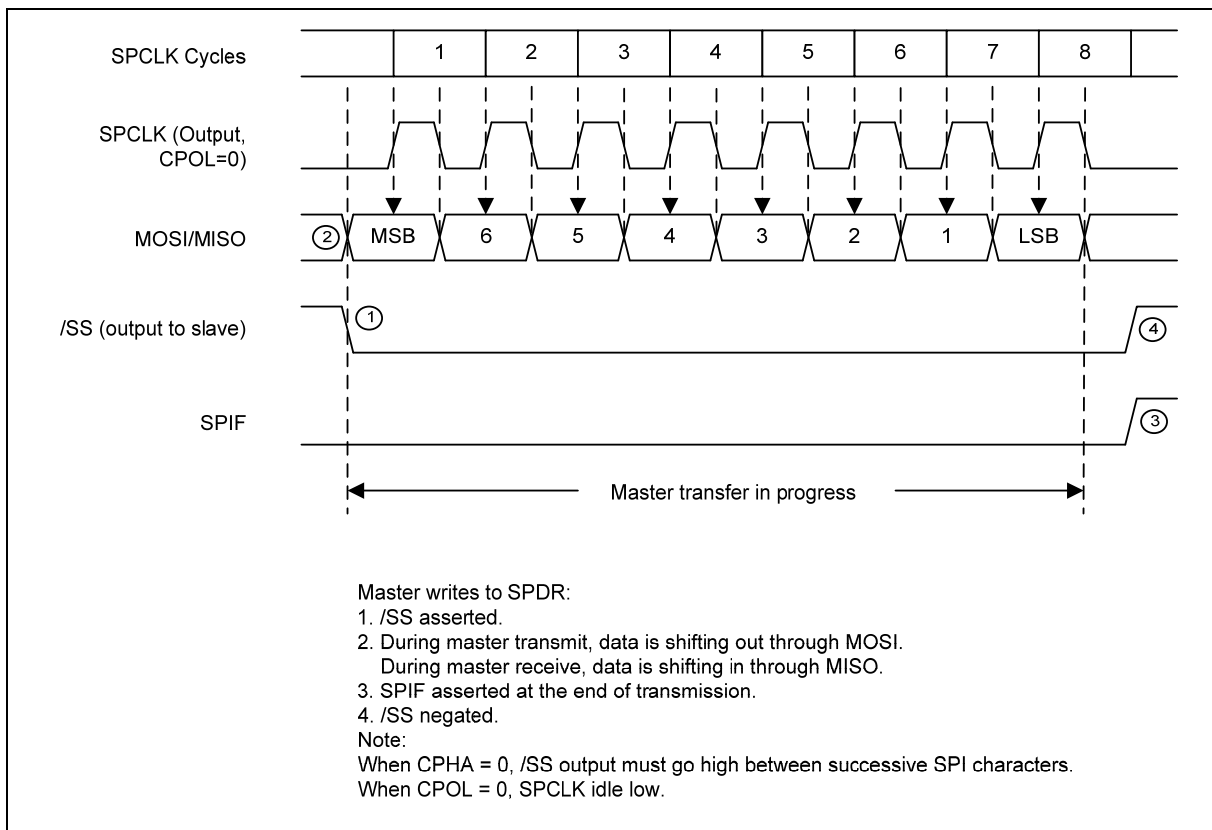 SPCLK Cycles
1 2 3 4 5 6 7 8
SPCLK (Output,
CPOL=0)
MOSI/MISO
2 MSB 6 5 4 3 2 1 LSB
/SS (output to slave)
1
4
SPIF
3
Master transfer in progress
Master writes to SPDR:
1. /SS asserted.
2. During master transmit, data is shifting out through MOSI.
During master receive, data is shifting in through MISO.
3. SPIF asserted at the end of transmission.
4. /SS negated.
Note:
When CPHA = 0, /SS output must go high between successive SPI characters.
When CPOL = 0, SPCLK idle low.